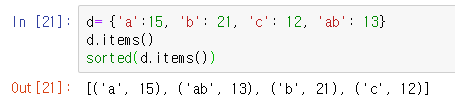 In [21]: d= {'a':15, 'b': 21, 'c': 12, 'ab': 13}
d.items()
sorted(d.items())
Out[21]: [('a', 15), ('ab', 13), ('b', 21), ('c', 12)]